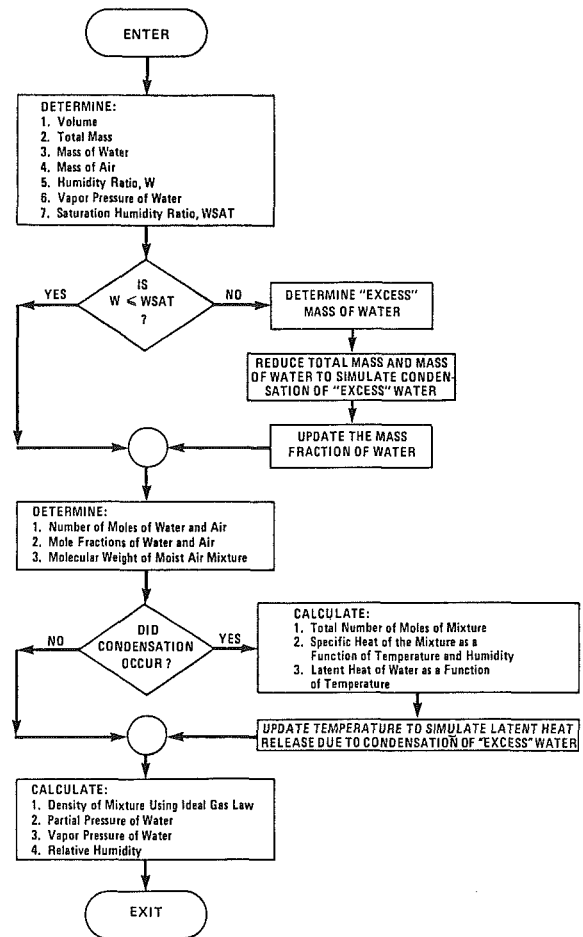 ENTER
DETERMINE:
1. Volume
2. Total Mass
3. Mass of Water
4. Mass of Air
5. Humidity Ratio, W
6. Vapor Pressure of Water
7. Saturation Humidity Ratio, WSAT
YES
IS
W ⩽ WSAT
?
NO
DETERMINE "EXCESS"
MASS OF WATER
REDUCE TOTAL MASS AND MASS
OF WATER TO SIMULATE CONDEN-
SATION OF "EXCESS" WATER
UPDATE THE MASS
FRACTION OF WATER
DETERMINE:
1. Number of Moles of Water and Air
2. Mole Fractions of Water and Air
3. Molecular Weight of Moist Air Mixture
NO
DID
CONDENSATION
OCCUR ?
YES
CALCULATE:
1. Total Number of Moles of Mixture
2. Specific Heat of the Mixture as a
Function of Temperature and Humidity
3. Latent Heat of Water as a Function
of Temperature
UPDATE TEMPERATURE TO SIMULATE LATENT HEAT
RELEASE DUE TO CONDENSATION OF "EXCESS" WATER
CALCULATE:
1. Density of Mixture Using Ideal Gas Law
2. Partial Pressure of Water
3. Vapor Pressure of Water
4. Relative Humidity
EXIT